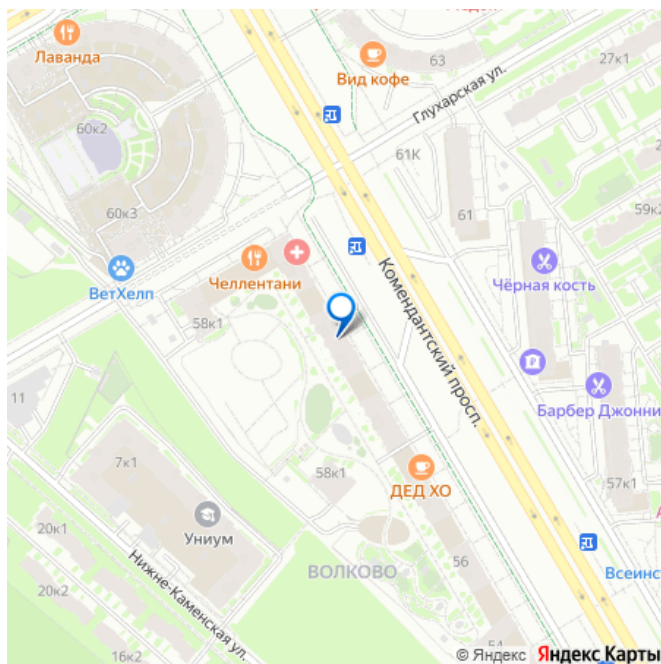 Лаванда
63
Вид кофе
27к1
Глухарская ул.
60к2
61К
60к3
61
59к2
ВетХелп
Челлентани
Комендантский просп.
Чёрная кость
58к1
11
Барбер Джонни
7к1
58к1
ДЕД ХО
57к1
Униум
20к1
Нижне-Каменская ул.
ВОЛКОВО
56
Всеинст
20к2
16к2
54
© Яндекс Яндекс Карты